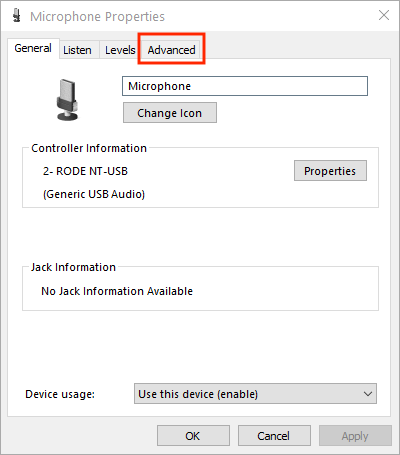 Microphone Properties
General Listen Levels Advanced
Microphone
Change Icon
Controller Information
2- RODE NT-USB
Properties
(Generic USB Audio)
Jack Information
No Jack Information Available
Device usage: Use this device (enable)
OK Cancel Apply